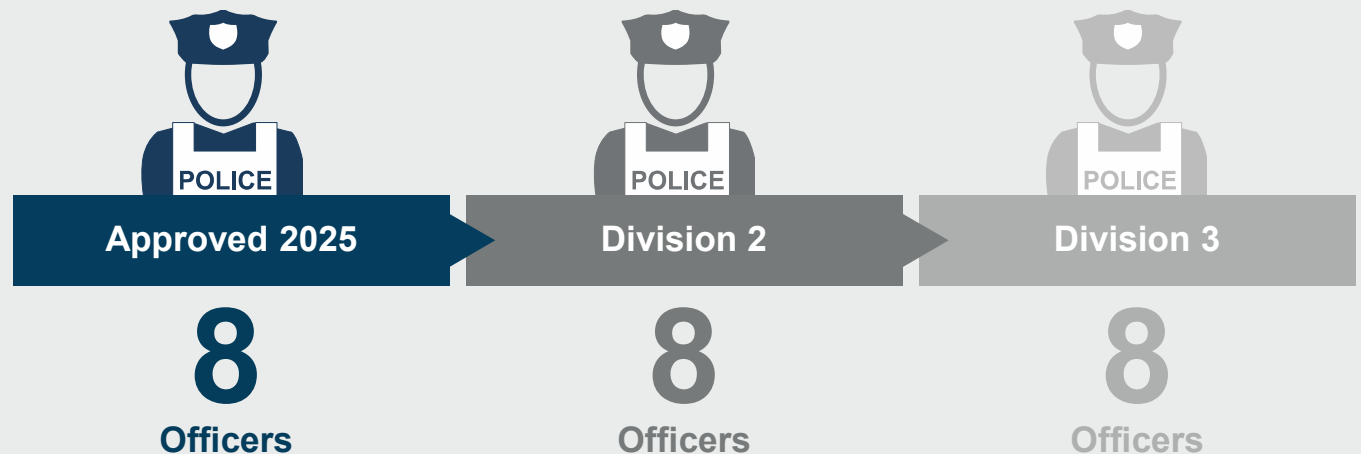 POLICE
POLICE
POLICE
Approved 2025
Division 2
Division 3
8
8
8
Officers
Officers
Officers